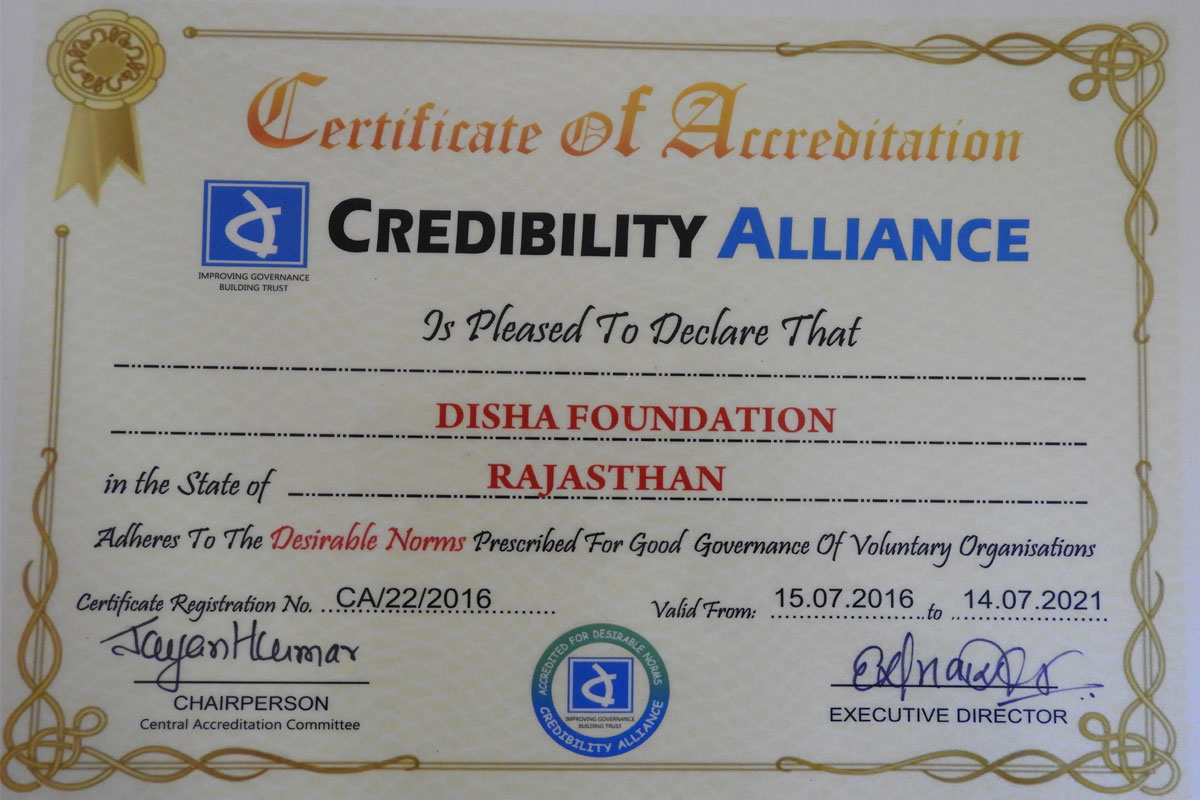 Certificate Of Accreditation
CREDIBILITY ALLIANCE
IMPROVING GOVERNANCE
BUILDING TRUST
Is Pleased To Declare That
DISHA FOUNDATION
in the State of RAJASTHAN
Adheres To The Desirable Norms Prescribed For Good Governance Of Voluntary Organisations
Certificate Registration No. CA/22/2016 Valid From: 15.07.2016 to 14.07.2021
CHAIRPERSON
Central Accreditation Committee
ACCREDITED FOR DESIRABLE NORMS
IMPROVING GOVERNANCE
BUILDING TRUST
CREDIBILITY ALLIANCE
EXECUTIVE DIRECTOR